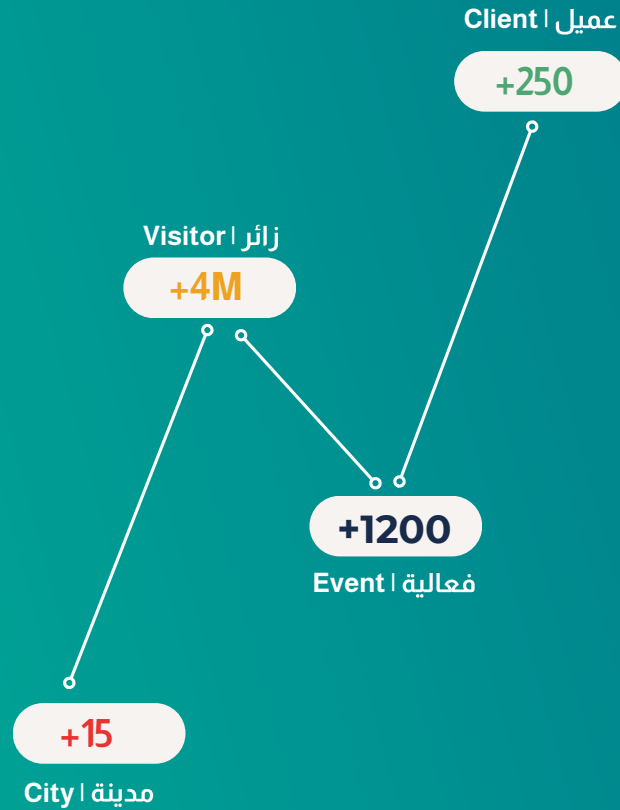 Client | عميل
+250
Visitor | زائر
+4M
+1200
Event | فعالية
+15
City | مدينة